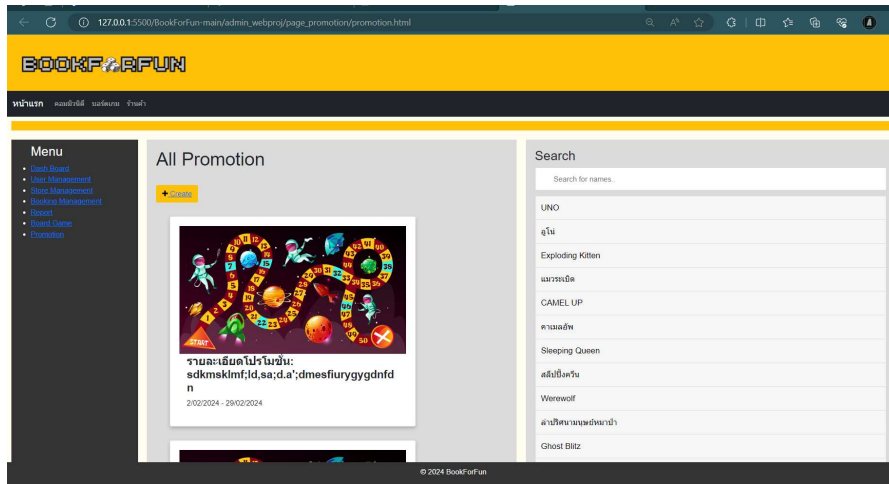 127.0.0.1:5500/BookForFun-main/admin_webproj/page_promotion/promotion.html
BOOKFORFUN
หน้าแรก คอมมิวนิตี้ บอร์ดเกม ร้านค้า
Menu
Dash Board
User Management
Store Management
Booking Management
Report
Board Game
Promotion
All Promotion
+Create
START
รายละเอียดโปรโมชั่น:
sdkmsklmf;ld,sa;d.a';dmesfiurygygdnfd
n
2/02/2024 - 29/02/2024
Search
Search for names..
UNO
อูโน่
Exploding Kitten
แมวระเบิด
CAMEL UP
คาเมลอัพ
Sleeping Queen
สลีปปิ้งควีน
Werewolf
ล่าปริศนามนุษย์หมาป่า
Ghost Blitz
© 2024 BookForFun